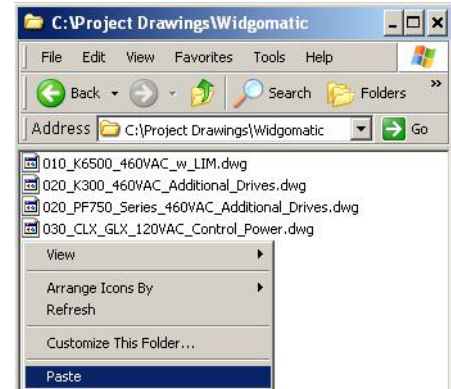 C:\Project Drawings\Widgomatic
File Edit View Favorites Tools Help
Back Search Folders »
Address C:\Project Drawings\Widgomatic Go
010_K6500_460VAC_w_LIM.dwg
020_K300_460VAC_Additional_Drives.dwg
020_PF750_Series_460VAC_Additional_Drives.dwg
030_CLX_GLX_120VAC_Control_Power.dwg
View
Arrange Icons By
Refresh
Customize This Folder...
Paste